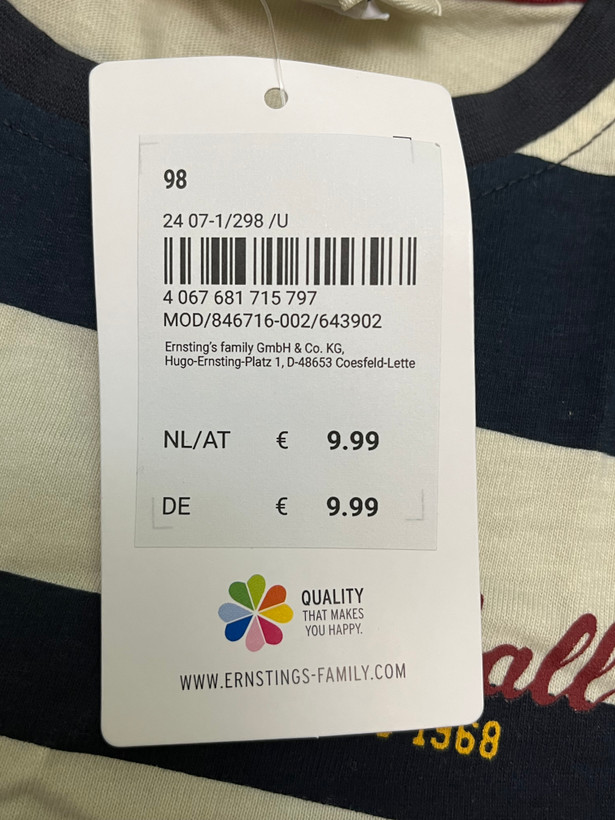 98
24 07-1/298 /U
4 067 681 715 797
MOD/846716-002/643902
Ernsting's family GmbH & Co. KG,
Hugo-Ernsting-Platz 1, D-48653 Coesfeld-Lette
NL/AT € 9.99
DE € 9.99
QUALITY
THAT MAKES
YOU HAPPY.
WWW.ERNSTINGS-FAMILY.COM
1968